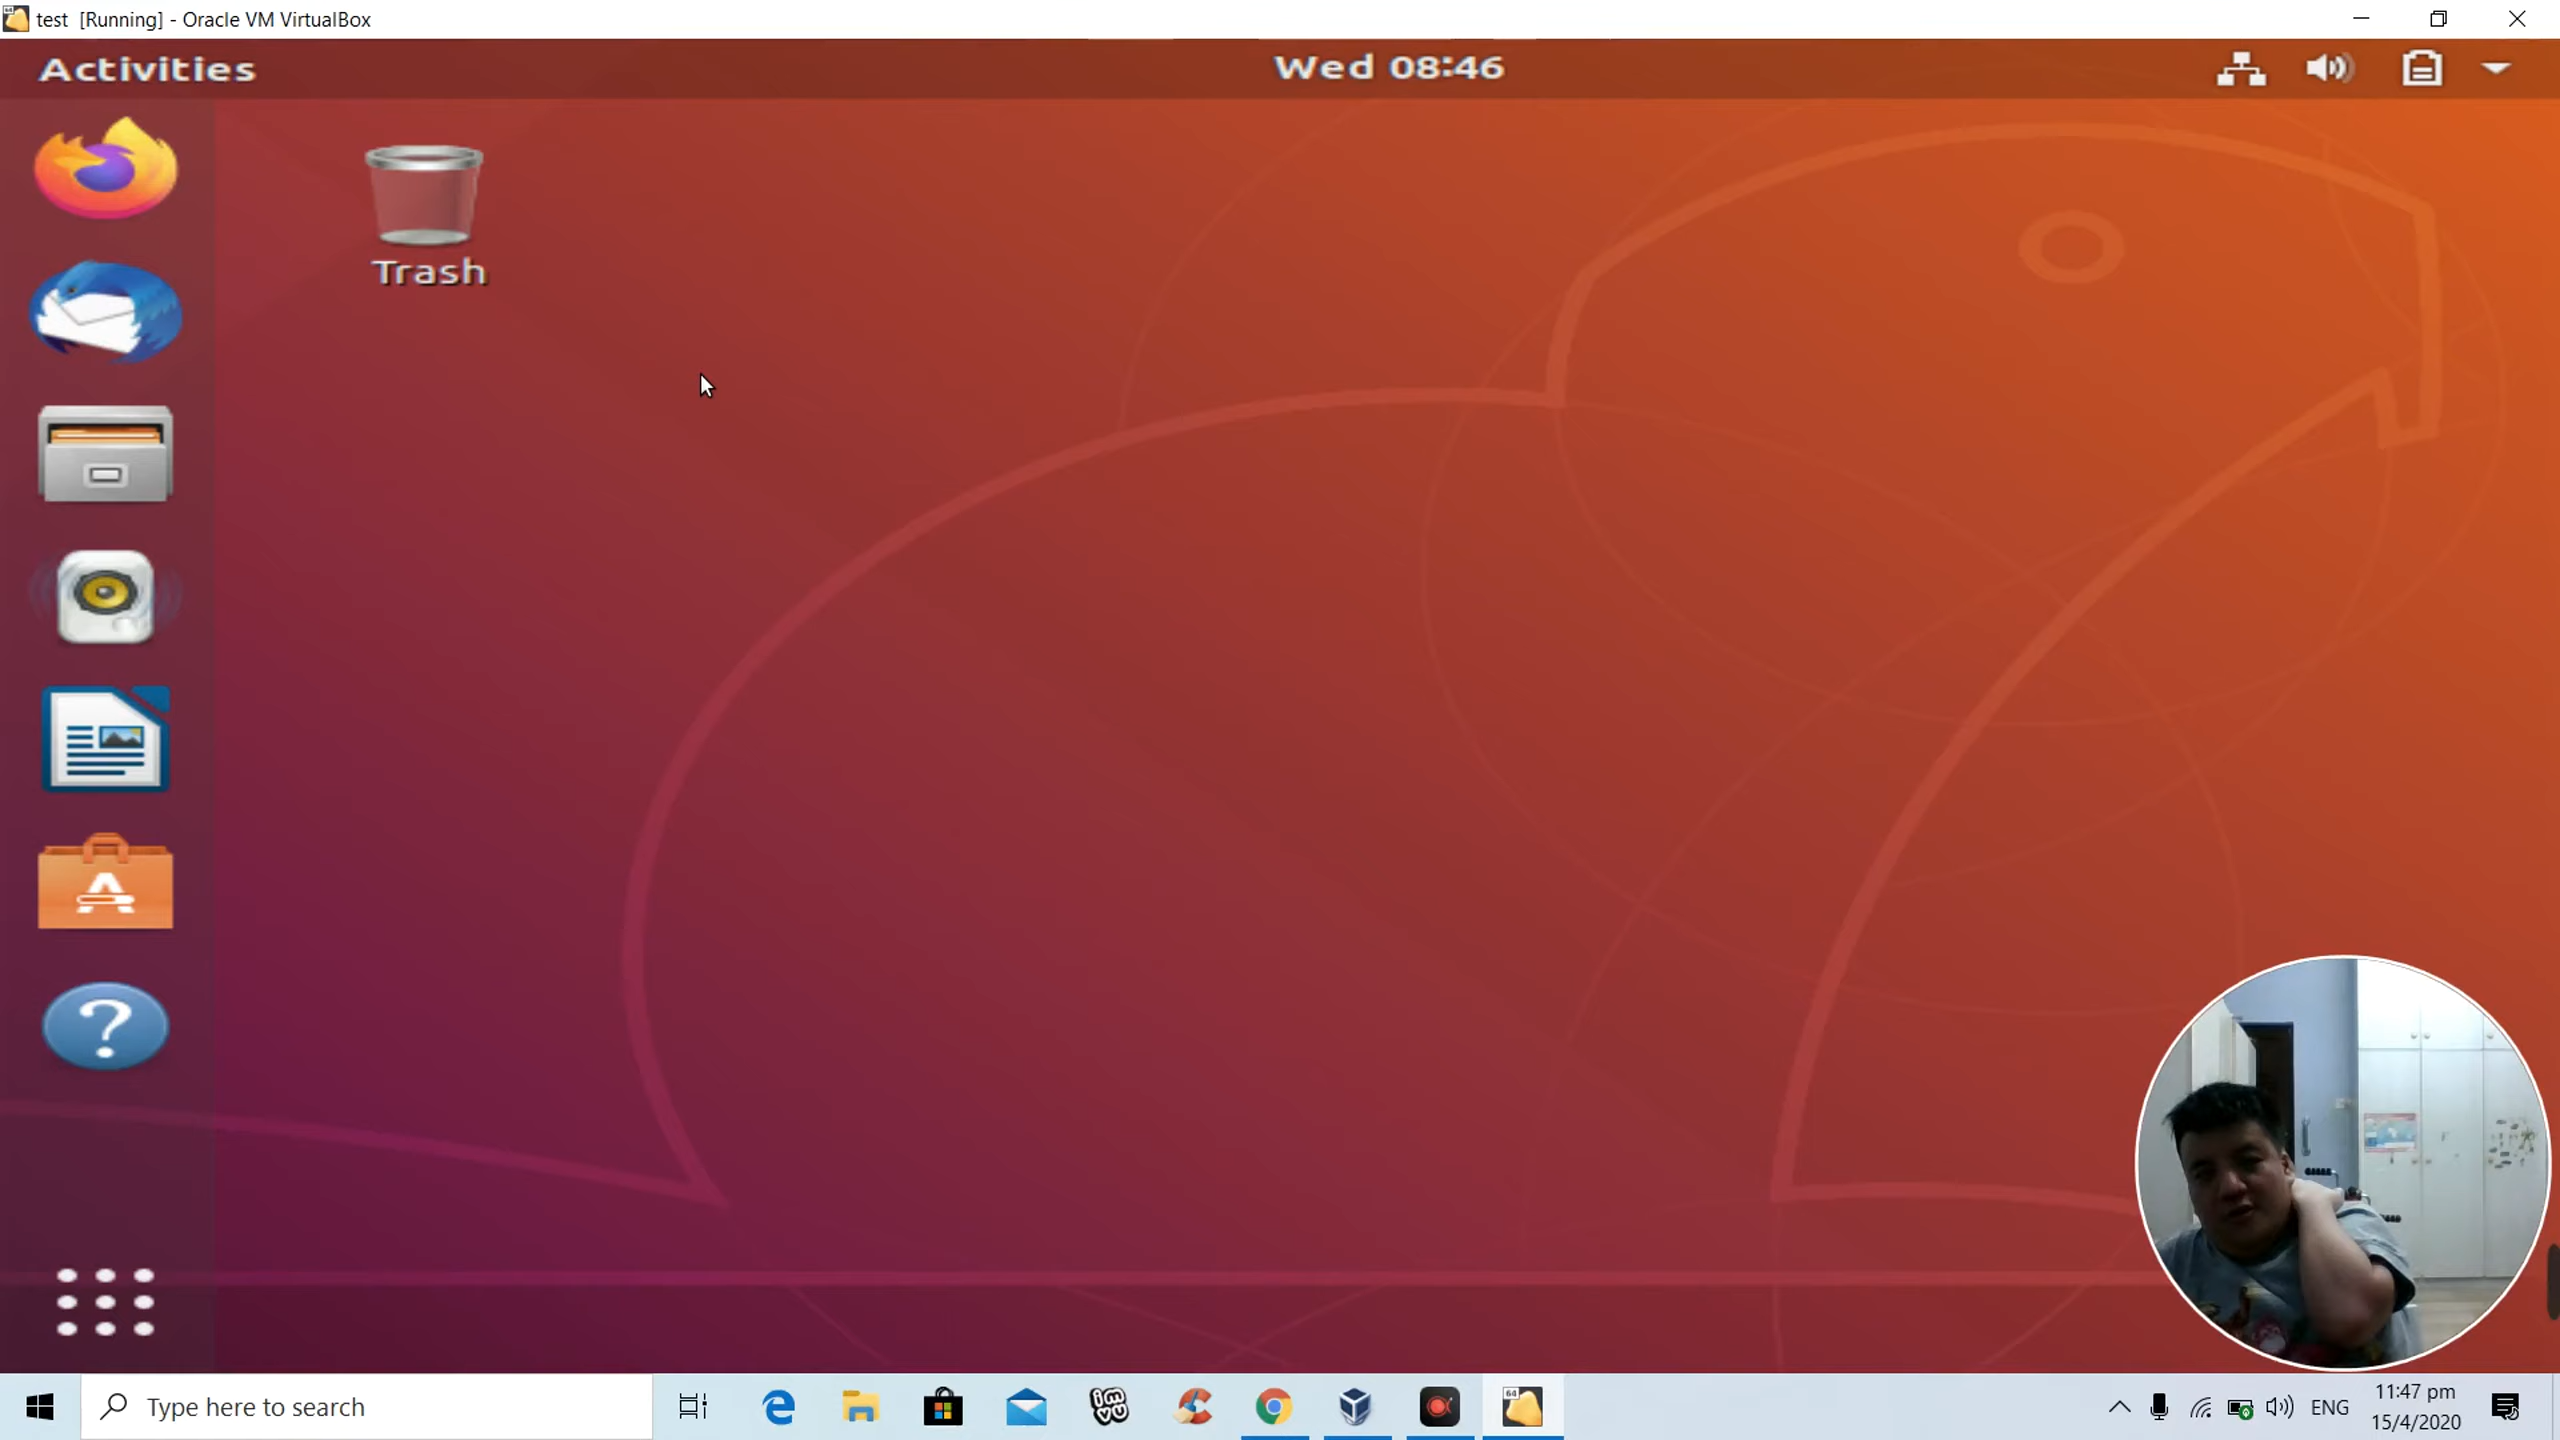 test [Running] - Oracle VM VirtualBox
Activities
Wed 08:46
Trash
Type here to search
64
ENG
11:47 pm
15/4/2020